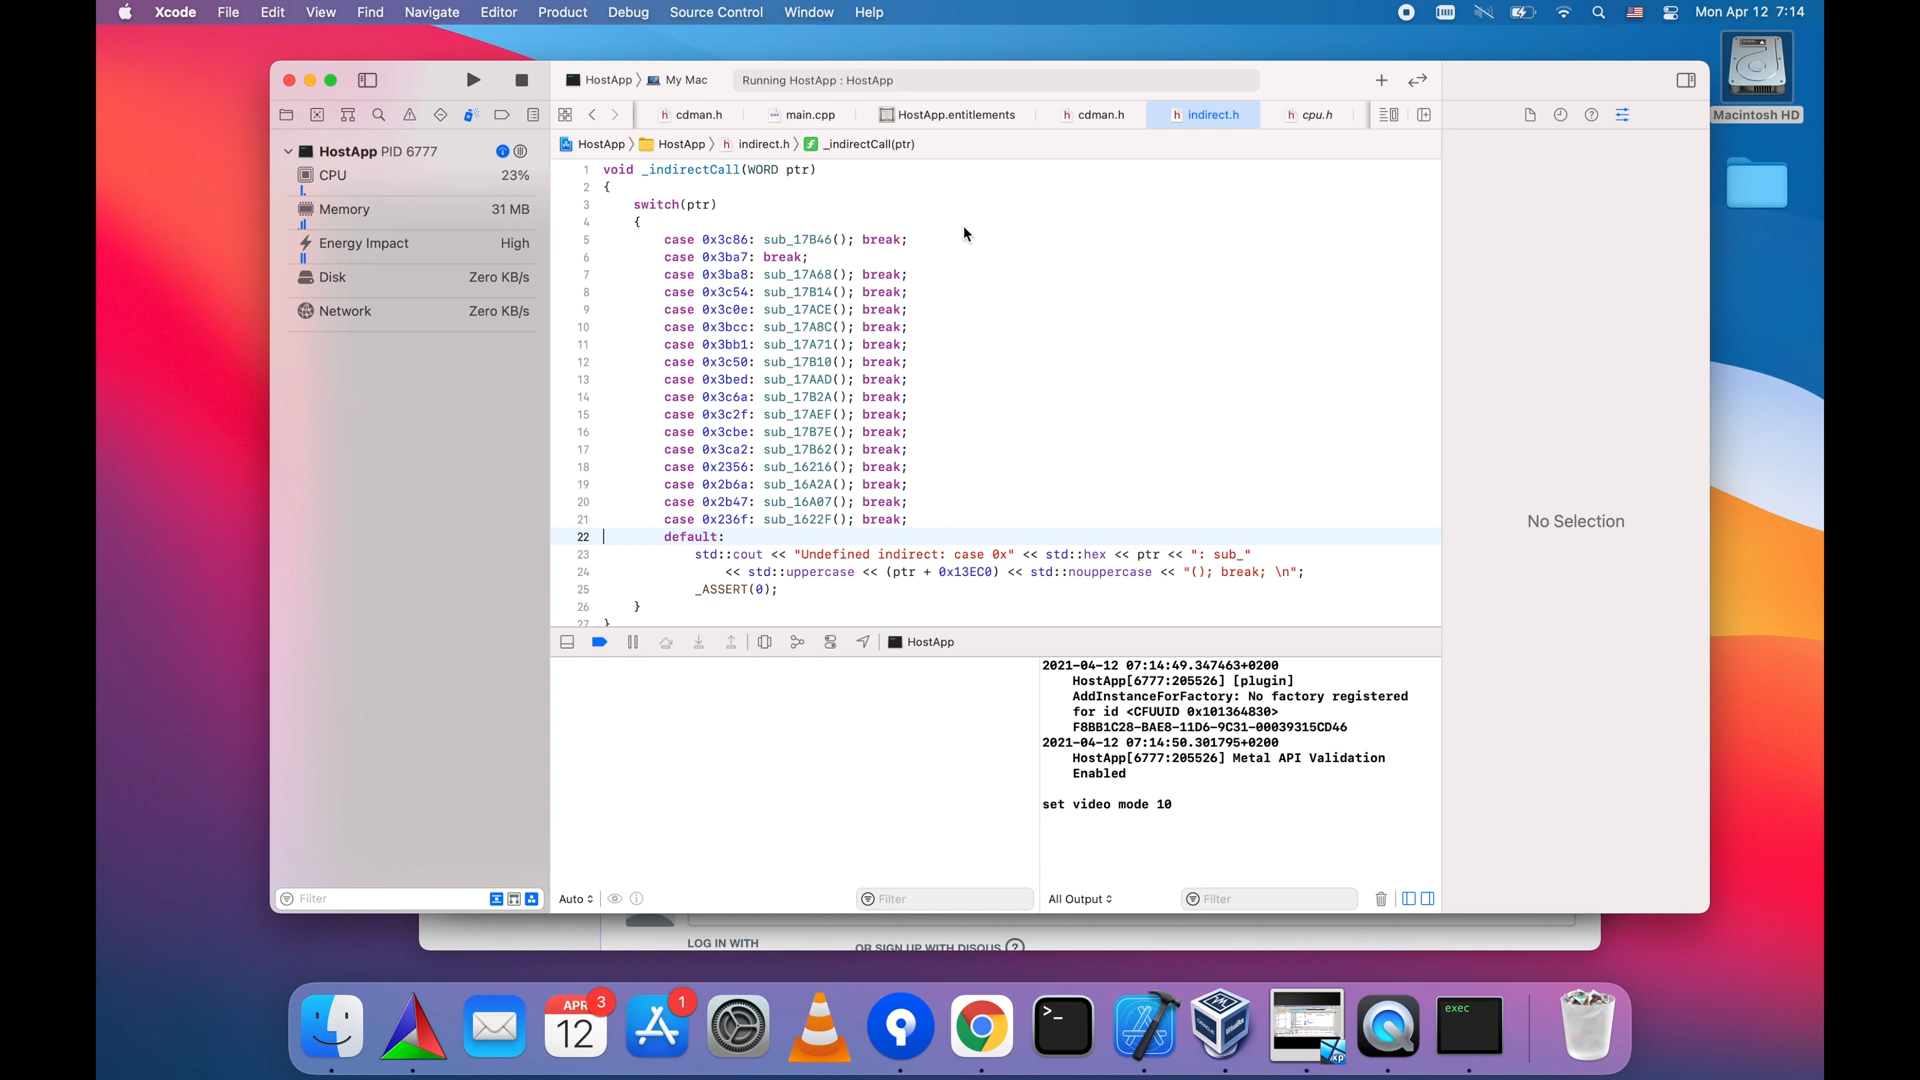 Xcode File Edit View Find Navigate Editor Product Debug Source Control Window Help Mon Apr 12 7:14
Macintosh HD
HostApp My Mac
Running HostApp : HostApp
h cdman.h
main.cpp
HostApp.entitlements
h cdman.h
h indirect.h
h cpu.h
HostApp HostApp h indirect.h f _indirectCall(ptr)
HostApp PID 6777
CPU 23%
Memory 31 MB
Energy Impact High
Disk Zero KB/s
Network Zero KB/s
Filter
1 void _indirectCall(WORD ptr)
2 {
3 switch(ptr)
4 {
5 case 0x3c86: sub_17B46(); break;
6 case 0x3ba7: break;
7 case 0x3ba8: sub_17A68(); break;
8 case 0x3c54: sub_17B14(); break;
9 case 0x3c0e: sub_17ACE(); break;
10 case 0x3bcc: sub_17A8C(); break;
11 case 0x3bb1: sub_17A71(); break;
12 case 0x3c50: sub_17B10(); break;
13 case 0x3bed: sub_17AAD(); break;
14 case 0x3c6a: sub_17B2A(); break;
15 case 0x3c2f: sub_17AEF(); break;
16 case 0x3cbe: sub_17B7E(); break;
17 case 0x3ca2: sub_17B62(); break;
18 case 0x2356: sub_16216(); break;
19 case 0x2b6a: sub_16A2A(); break;
20 case 0x2b47: sub_16A07(); break;
21 case 0x236f: sub_1622F(); break;
22 default:
23 std::cout << "Undefined indirect: case 0x" << std::hex << ptr << ": sub_"
24 << std::uppercase << (ptr + 0x13EC0) << std::nouppercase << "(); break; \n";
25 _ASSERT(0);
26 }
27 }
HostApp
2021-04-12 07:14:49.347463+0200
HostApp[6777:205526] [plugin]
AddInstanceForFactory: No factory registered
for id <CFUUID 0x101364830>
F8BB1C28-BAE8-11D6-9C31-00039315CD46
2021-04-12 07:14:50.301795+0200
HostApp[6777:205526] Metal API Validation
Enabled
set video mode 10
Auto
Filter
All Output
Filter
No Selection
LOG IN WITH
OR SIGN UP WITH DISQUS ?
APR
12
3
1
>_
exec
xp